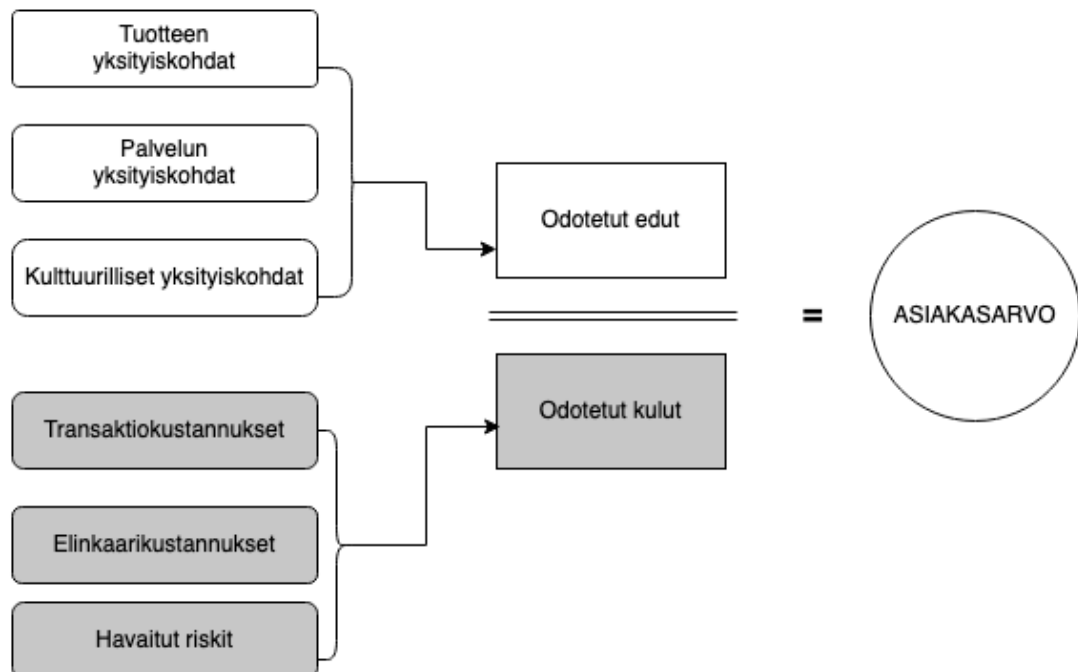 Tuotteen
yksityiskohdat
Palvelun
yksityiskohdat
Kulttuurilliset yksityiskohdat
Odotetut edut
=
ASIAKASARVO
Odotetut kulut
Transaktiokustannukset
Elinkaarikustannukset
Havaitut riskit